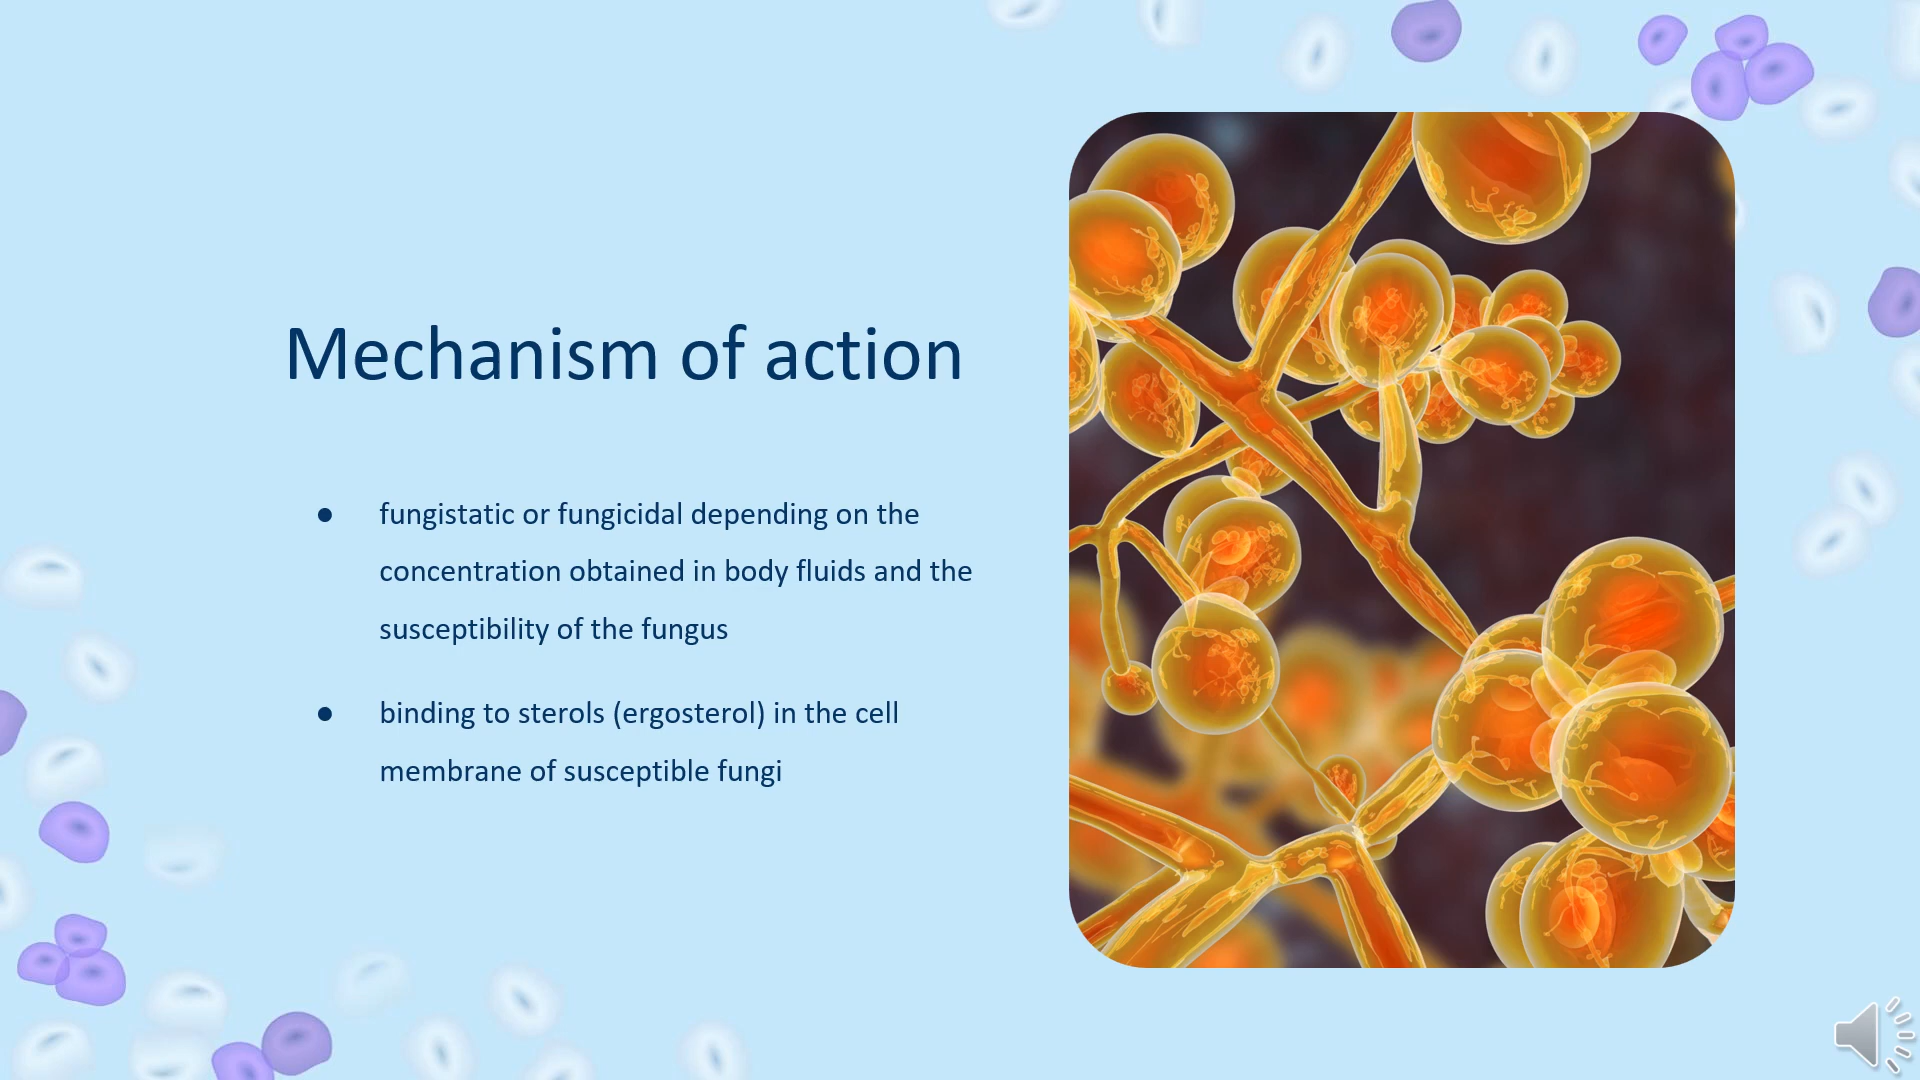 Mechanism of action
● fungistatic or fungicidal depending on the
concentration obtained in body fluids and the
susceptibility of the fungus
● binding to sterols (ergosterol) in the cell
membrane of susceptible fungi